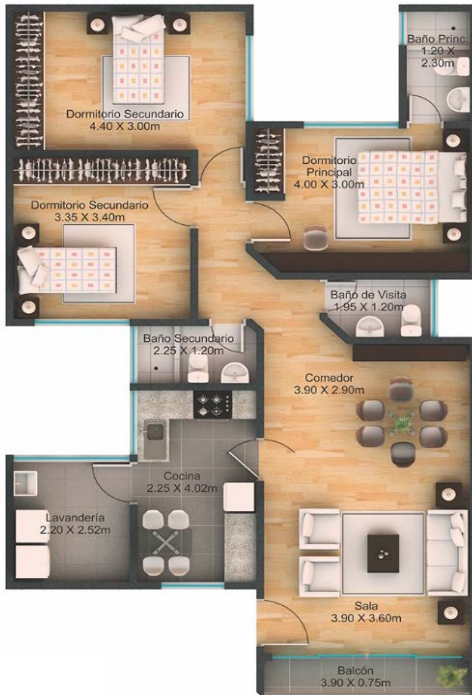 Baño Princ.
1.20 X
2.30m
Dormitorio Secundario
4.40 X 3.00m
Dormitorio
Principal
4.00 X 3.00m
Dormitorio Secundario
3.35 X 3.40m
Baño de Visita
1.95 X 1.20m
Baño Secundario
2.25 X 1.20m
Comedor
3.90 X 2.90m
Cocina
2.25 X 4.02m
Lavandería
2.20 X 2.52m
Sala
3.90 X 3.60m
Balcón
3.90 X 0.75m